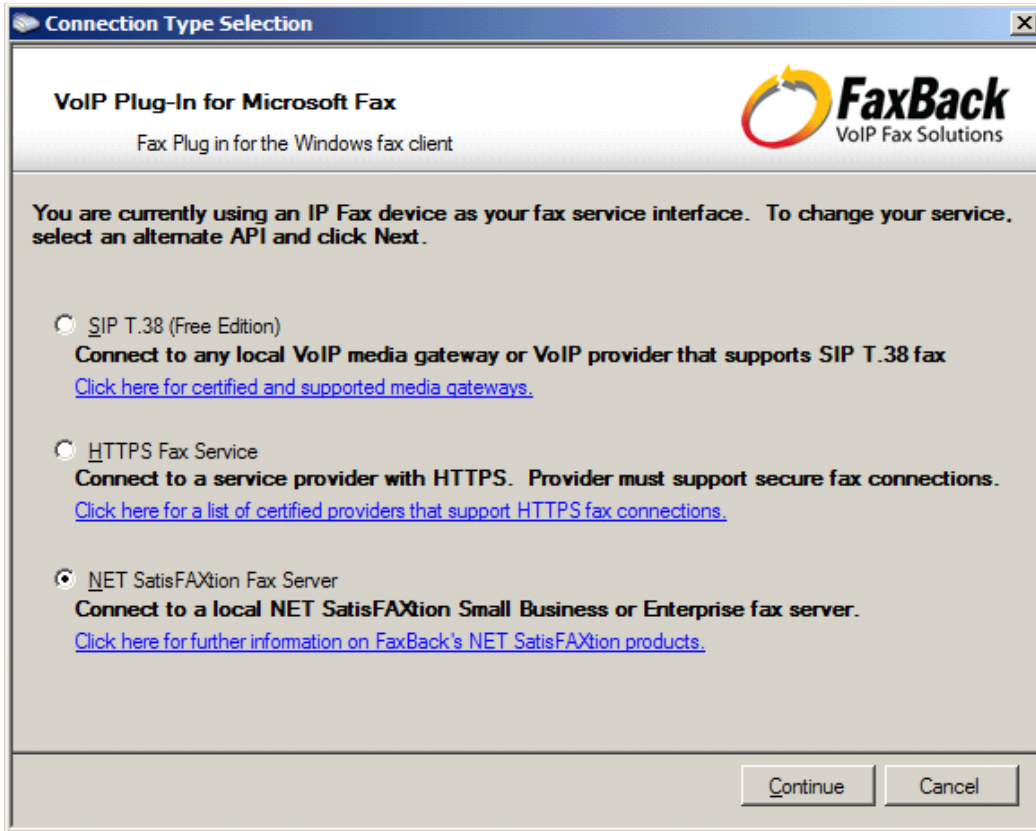 Connection Type Selection
VoIP Plug-In for Microsoft Fax
Fax Plug in for the Windows fax client
FaxBack
VoIP Fax Solutions
You are currently using an IP Fax device as your fax service interface.  To change your service,
select an alternate API and click Next.
SIP T.38 (Free Edition)
Connect to any local VoIP media gateway or VoIP provider that supports SIP T.38 fax
Click here for certified and supported media gateways.
HTTPS Fax Service
Connect to a service provider with HTTPS.  Provider must support secure fax connections.
Click here for a list of certified providers that support HTTPS fax connections.
NET SatisFAXtion Fax Server
Connect to a local NET SatisFAXtion Small Business or Enterprise fax server.
Click here for further information on FaxBack's NET SatisFAXtion products.
Continue
Cancel